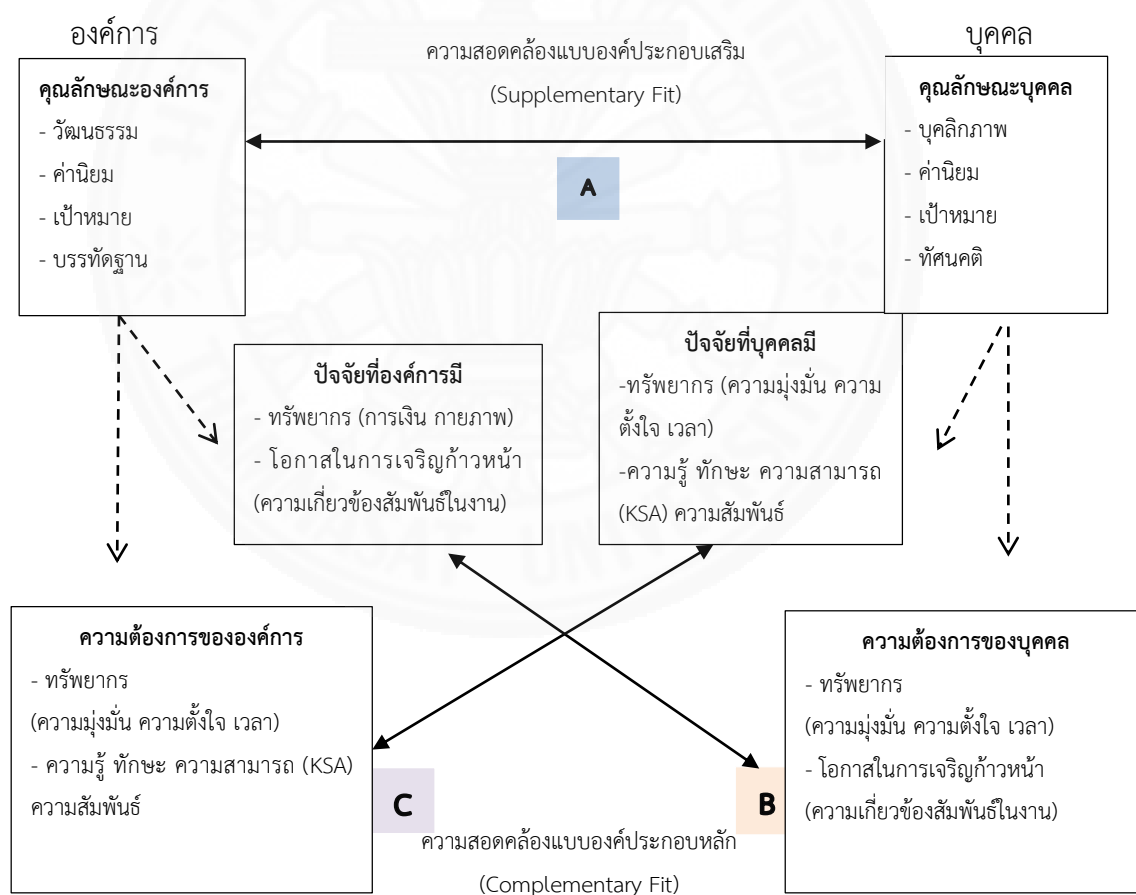 องค์การ
บุคคล
ความสอดคล้องแบบองค์ประกอบเสริม
(Supplementary Fit)
คุณลักษณะองค์การ
- วัฒนธรรม
- ค่านิยม
- เป้าหมาย
- บรรทัดฐาน
A
คุณลักษณะบุคคล
- บุคลิกภาพ
- ค่านิยม
- เป้าหมาย
- ทัศนคติ
ปัจจัยที่องค์การมี
- ทรัพยากร (การเงิน กายภาพ)
- โอกาสในการเจริญก้าวหน้า
(ความเกี่ยวข้องสัมพันธ์ในงาน)
ปัจจัยที่บุคคลมี
-ทรัพยากร (ความมุ่งมั่น ความ
ตั้งใจ เวลา)
-ความรู้ ทักษะ ความสามารถ
(KSA) ความสัมพันธ์
ความต้องการขององค์การ
- ทรัพยากร
(ความมุ่งมั่น ความตั้งใจ เวลา)
- ความรู้ ทักษะ ความสามารถ (KSA)
ความสัมพันธ์
C
B
ความต้องการของบุคคล
- ทรัพยากร
(ความมุ่งมั่น ความตั้งใจ เวลา)
- โอกาสในการเจริญก้าวหน้า
(ความเกี่ยวข้องสัมพันธ์ในงาน)
ความสอดคล้องแบบองค์ประกอบหลัก
(Complementary Fit)